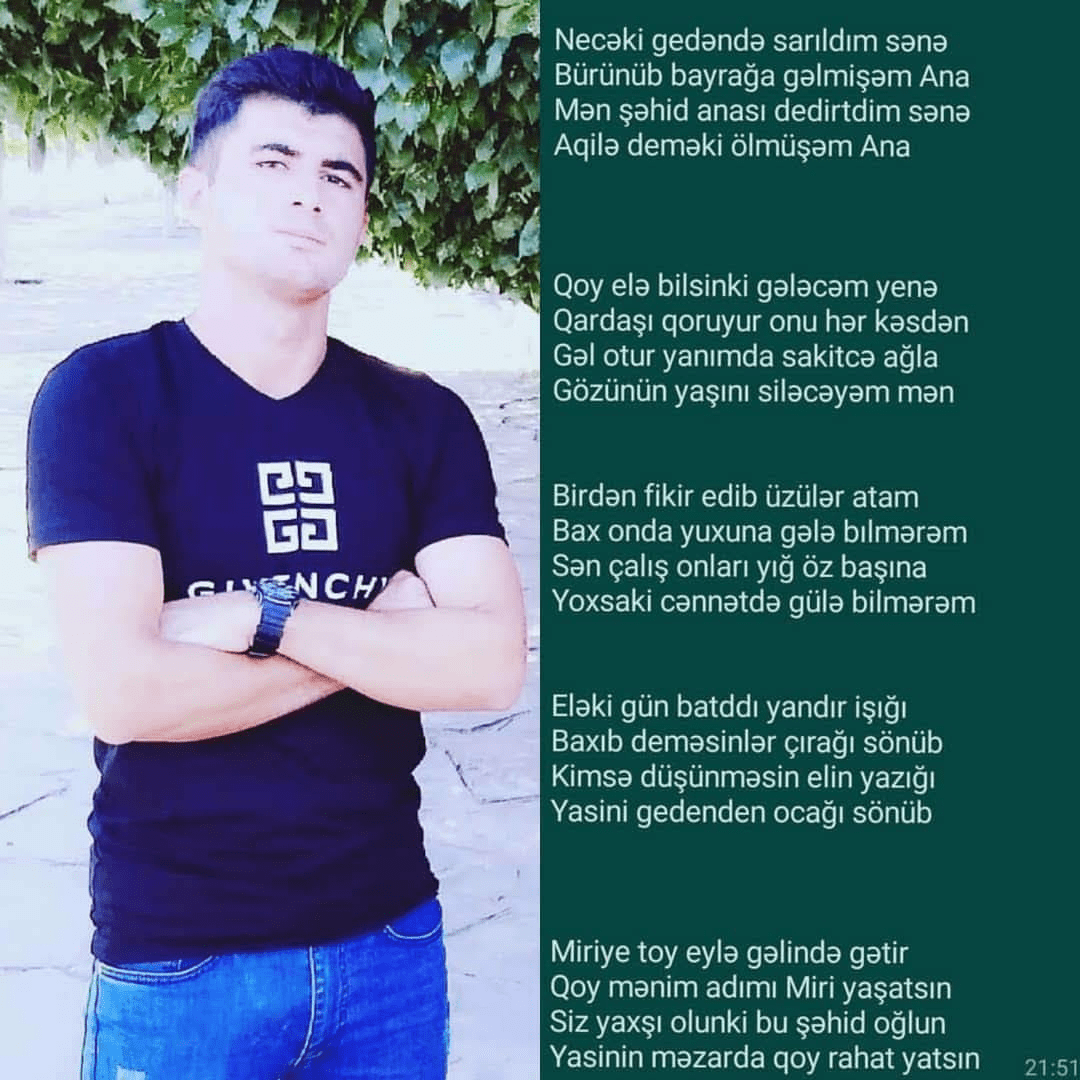 GIVENCHY
Necəki gedəndə sarıldım sənə
Bürünüb bayrağa gəlmişəm Ana
Mən şəhid anası dedirtdim sənə
Aqilə deməki ölmüşəm Ana
Qoy elə bilsinki gələcəm yenə
Qardaşı qoruyur onu hər kəsdən
Gəl otur yanımda sakitcə ağla
Gözünün yaşını siləcəyəm mən
Birdən fikir edib üzülər atam
Bax onda yuxuna gələ bılmərəm
Sən çalış onları yığ öz başına
Yoxsaki cənnətdə gülə bilmərəm
Eləki gün batddı yandır işığı
Baxıb deməsinlər çırağı sönüb
Kimsə düşünməsin elin yazığı
Yasini gedenden ocağı sönüb
Miriye toy eylə gəlində gətir
Qoy mənim adımı Miri yaşatsın
Siz yaxşı olunki bu şəhid oğlun
Yasinin məzarda qoy rahat yatsın
21:51